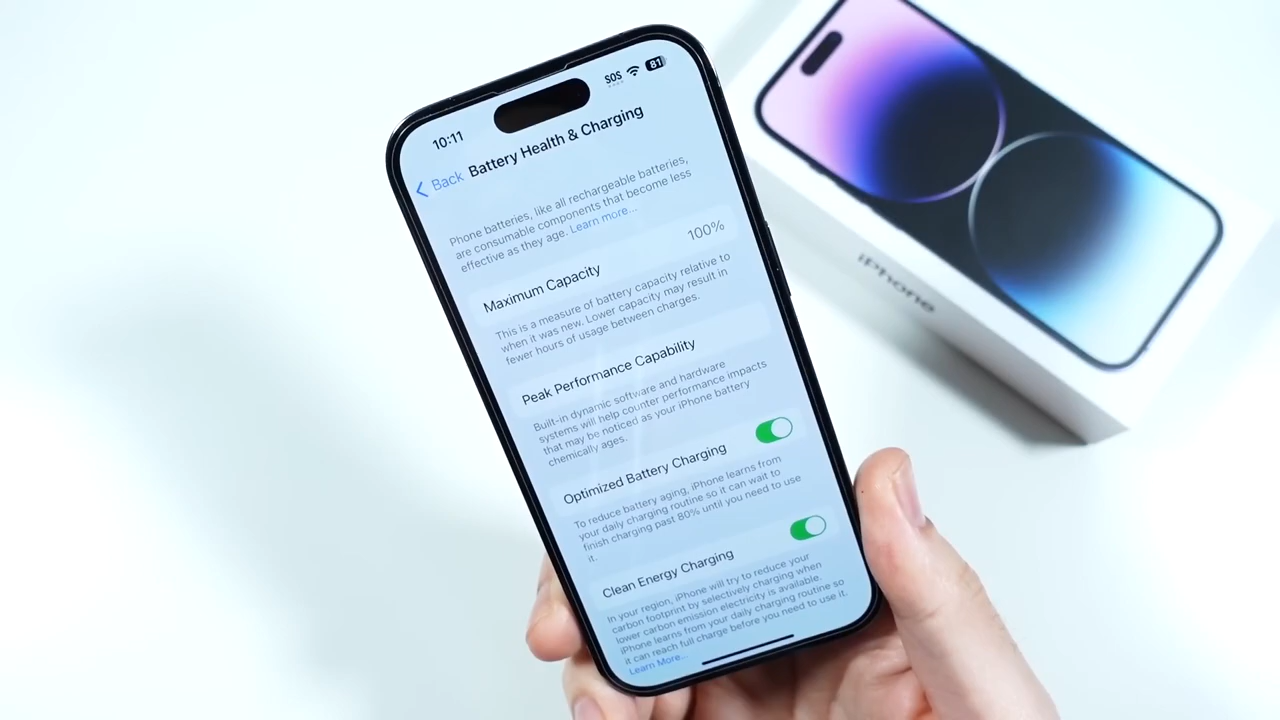 10:11
SOS
81
Back
Battery Health & Charging
Phone batteries, like all rechargeable batteries,
are consumable components that become less
effective as they age. Learn more...
Maximum Capacity
100%
This is a measure of battery capacity relative to
when it was new. Lower capacity may result in
fewer hours of usage between charges.
Peak Performance Capability
Built-in dynamic software and hardware
systems will help counter performance impacts
that may be noticed as your iPhone battery
chemically ages.
Optimized Battery Charging
To reduce battery aging, iPhone learns from
your daily charging routine so it can wait to
finish charging past 80% until you need to use
it.
Clean Energy Charging
In your region, iPhone will try to reduce your
carbon footprint by selectively charging when
lower carbon emission electricity is available.
iPhone learns from your daily charging routine so
it can reach full charge before you need to use it.
Learn More...
iPhone